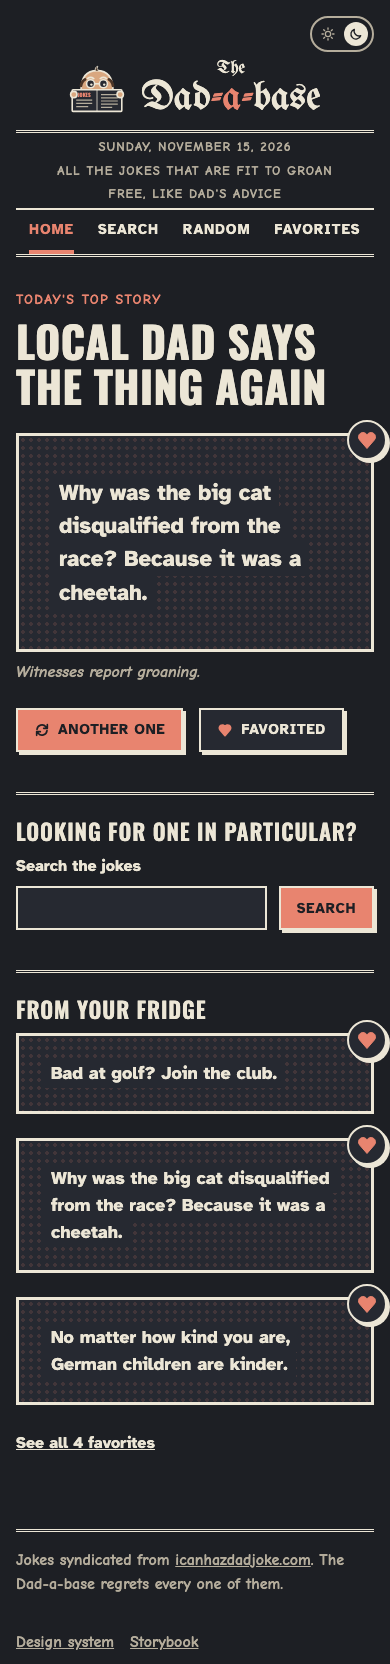 The
Dad-a-base
JOKES
SUNDAY, NOVEMBER 15, 2026
ALL THE JOKES THAT ARE FIT TO GROAN
FREE, LIKE DAD'S ADVICE
HOME SEARCH RANDOM FAVORITES
TODAY'S TOP STORY
LOCAL DAD SAYS
THE THING AGAIN
Why was the big cat
disqualified from the
race? Because it was a
cheetah.
Witnesses report groaning.
ANOTHER ONE FAVORITED
LOOKING FOR ONE IN PARTICULAR?
Search the jokes
SEARCH
FROM YOUR FRIDGE
Bad at golf? Join the club.
Why was the big cat disqualified
from the race? Because it was a
cheetah.
No matter how kind you are,
German children are kinder.
See all 4 favorites
Jokes syndicated from icanhazdadjoke.com. The
Dad-a-base regrets every one of them.
Design system Storybook